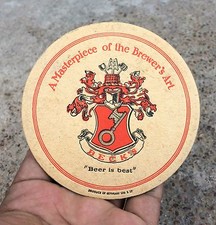 A Masterpiece of the Brewer's Art
BECK'S
"Beer is best"